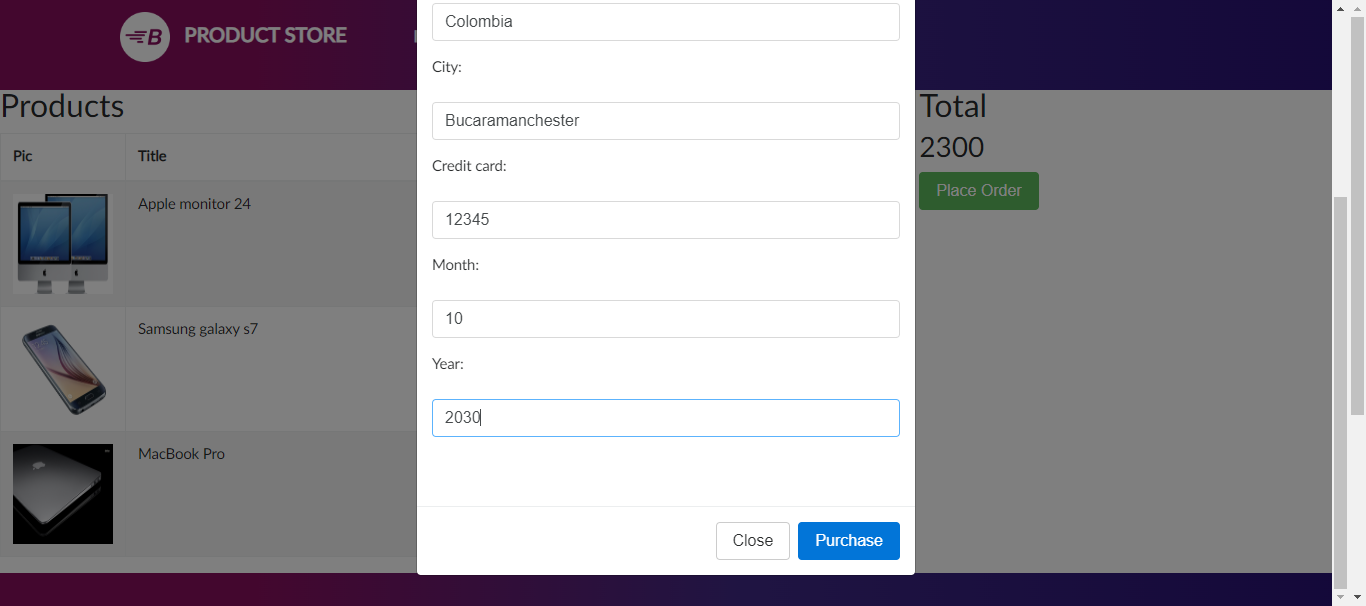 B PRODUCT STORE
Colombia
City:
Bucaramanchester
Credit card:
12345
Month:
10
Year:
2030
Close
Purchase
Products
Pic Title
Apple monitor 24
Samsung galaxy s7
MacBook Pro
Total
2300
Place Order